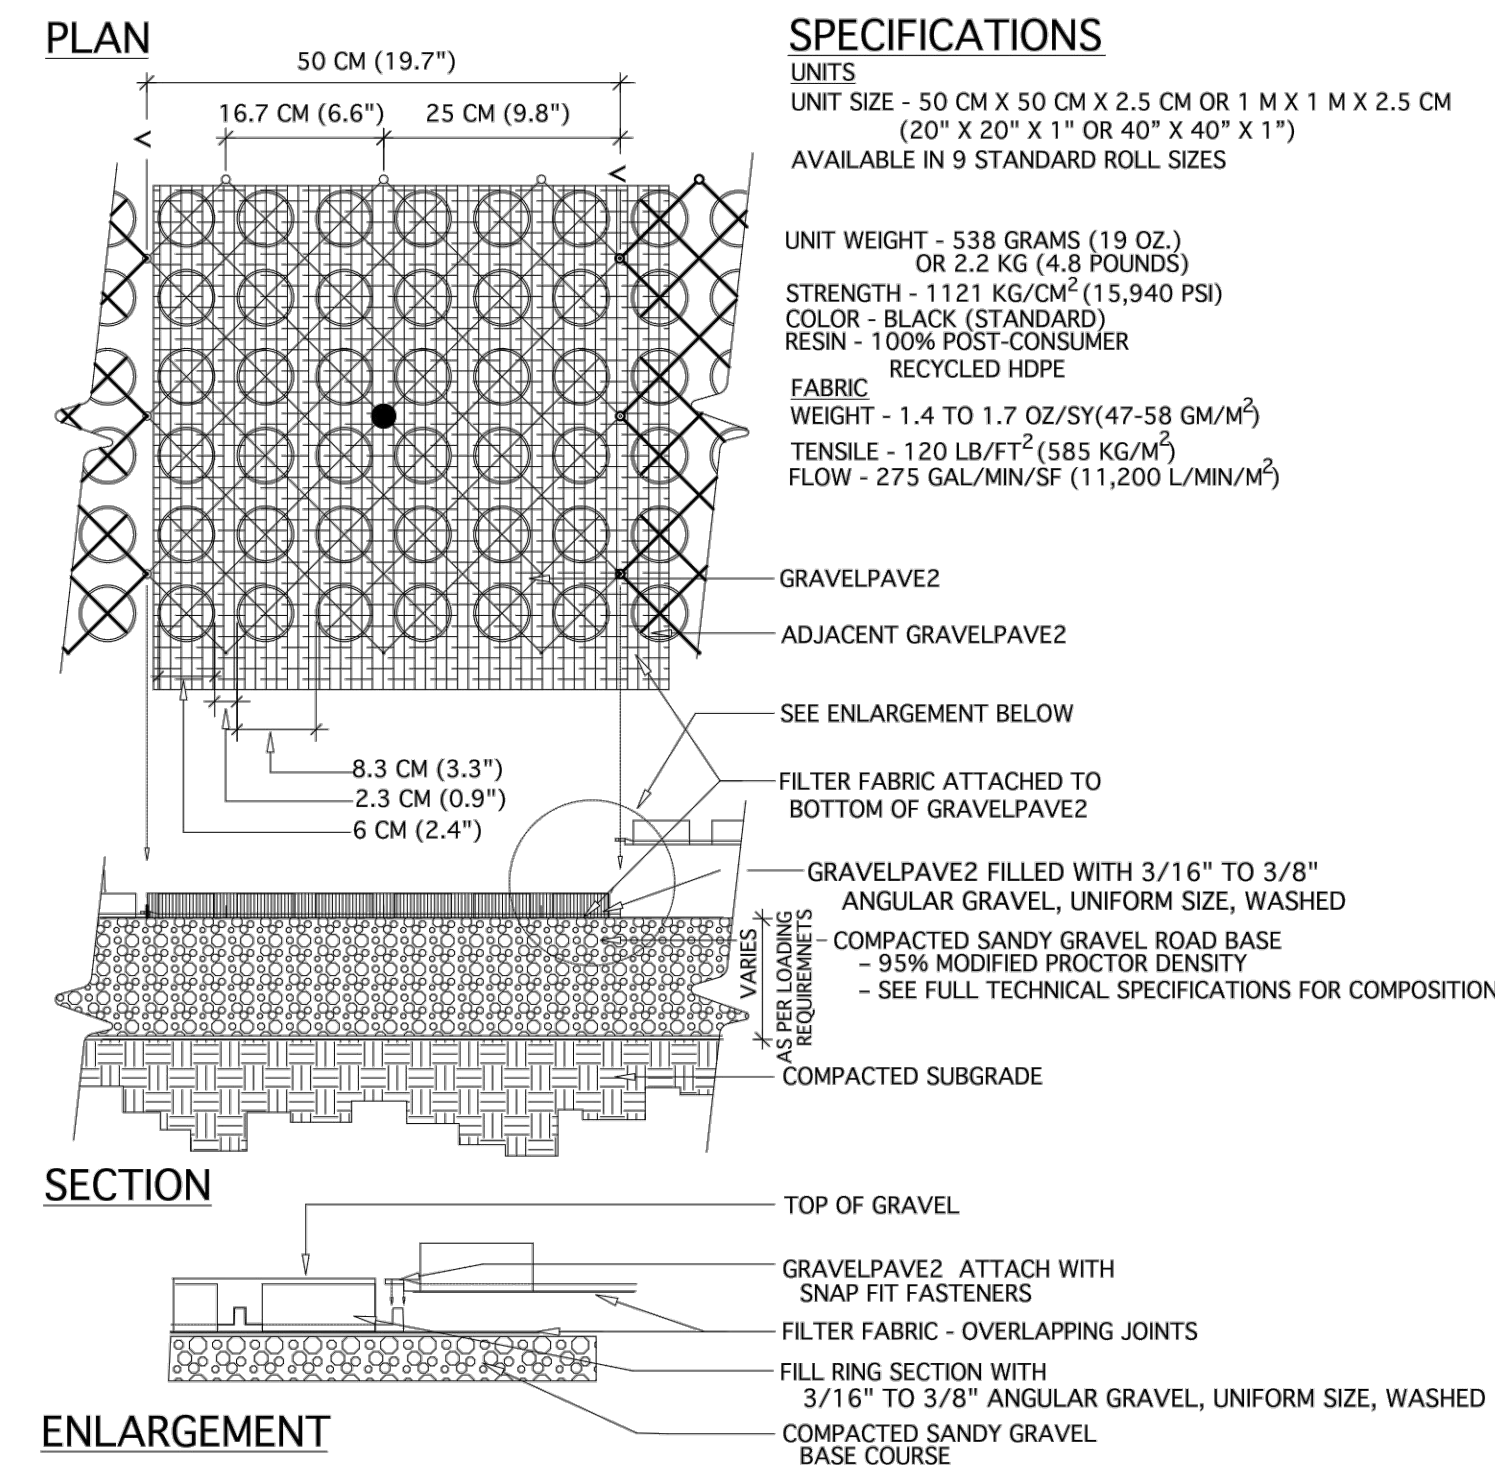 PLAN
50 CM (19.7")
16.7 CM (6.6")
25 CM (9.8")
V
V
8.3 CM (3.3")
2.3 CM (0.9")
6 CM (2.4")
SPECIFICATIONS
UNITS
UNIT SIZE - 50 CM X 50 CM X 2.5 CM OR 1 M X 1 M X 2.5 CM
(20" X 20" X 1" OR 40” X 40” X 1”)
AVAILABLE IN 9 STANDARD ROLL SIZES
UNIT WEIGHT - 538 GRAMS (19 OZ.)
OR 2.2 KG (4.8 POUNDS)
STRENGTH - 1121 KG/CM2 (15,940 PSI)
COLOR - BLACK (STANDARD)
RESIN - 100% POST-CONSUMER
RECYCLED HDPE
FABRIC
WEIGHT - 1.4 TO 1.7 OZ/SY(47-58 GM/M2)
TENSILE - 120 LB/FT2 (585 KG/M2)
FLOW - 275 GAL/MIN/SF (11,200 L/MIN/M2)
GRAVELPAVE2
ADJACENT GRAVELPAVE2
SEE ENLARGEMENT BELOW
FILTER FABRIC ATTACHED TO
BOTTOM OF GRAVELPAVE2
GRAVELPAVE2 FILLED WITH 3/16" TO 3/8"
ANGULAR GRAVEL, UNIFORM SIZE, WASHED
VARIES
AS PER LOADING
REQUIREMNETS
COMPACTED SANDY GRAVEL ROAD BASE
– 95% MODIFIED PROCTOR DENSITY
– SEE FULL TECHNICAL SPECIFICATIONS FOR COMPOSITION
COMPACTED SUBGRADE
SECTION
TOP OF GRAVEL
GRAVELPAVE2 ATTACH WITH
SNAP FIT FASTENERS
FILTER FABRIC - OVERLAPPING JOINTS
FILL RING SECTION WITH
3/16" TO 3/8" ANGULAR GRAVEL, UNIFORM SIZE, WASHED
COMPACTED SANDY GRAVEL
BASE COURSE
ENLARGEMENT